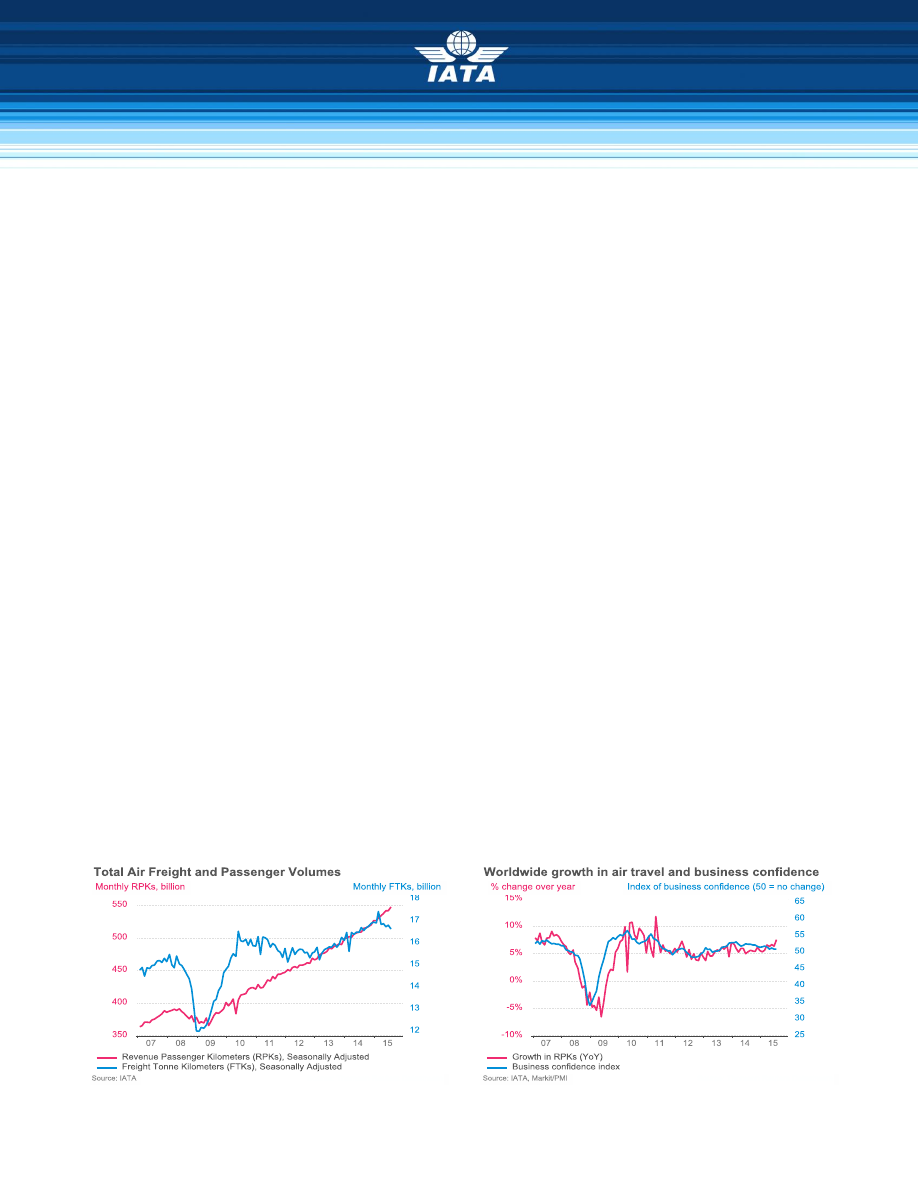 IATA
Total Air Freight and Passenger Volumes
Monthly RPKs, billion Monthly FTKs, billion
550
500
450
400
350
18
17
16
15
14
13
12
07 08 09 10 11 12 13 14 15
Revenue Passenger Kilometers (RPKs), Seasonally Adjusted
Freight Tonne Kilometers (FTKs), Seasonally Adjusted
Source: IATA
Worldwide growth in air travel and business confidence
% change over year Index of business confidence (50 = no change)
15%
10%
5%
0%
-5%
-10%
65
60
55
50
45
40
35
30
25
07 08 09 10 11 12 13 14 15
Growth in RPKs (YoY)
Business confidence index
Source: IATA, Markit/PMI